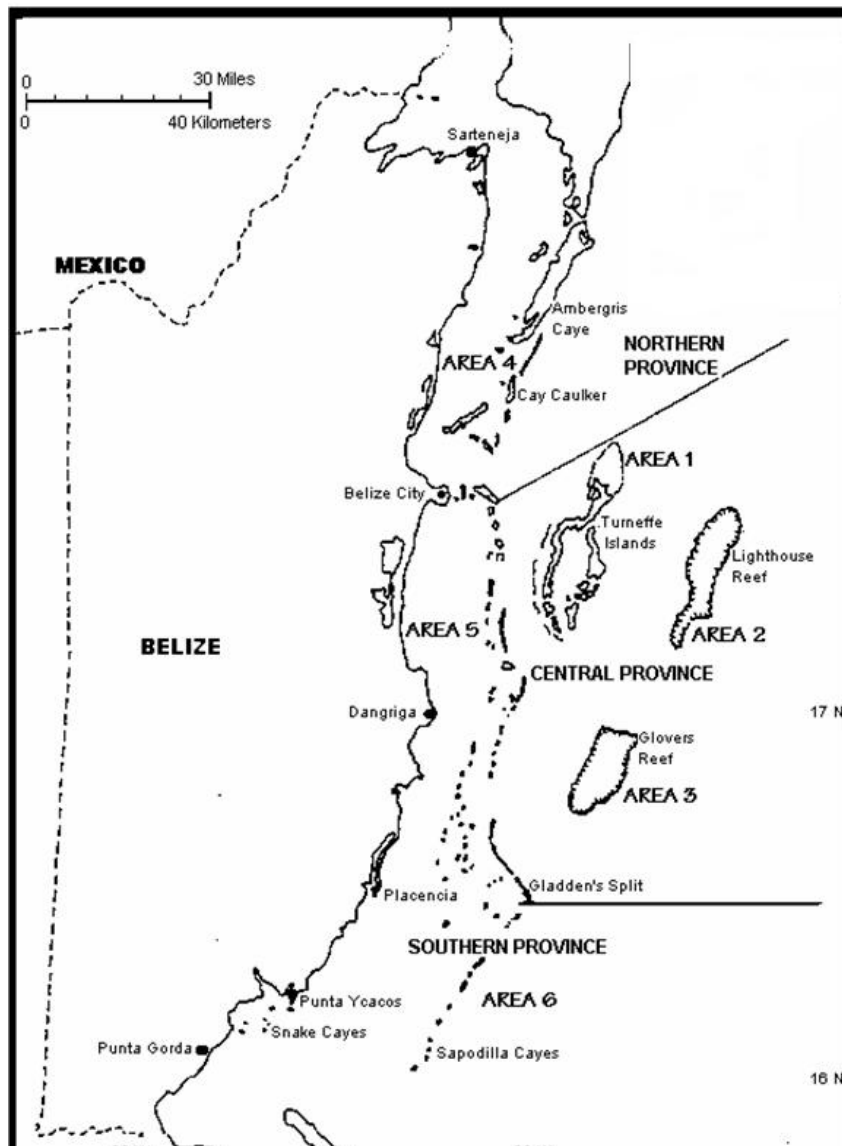 0
30 Miles
0
40 Kilometers
Sarteneja
MEXICO
Ambergris
Caye
NORTHERN
PROVINCE
AREA 4
Cay Caulker
AREA 1
Belize City
Turneffe
Islands
Lighthouse
Reef
AREA 5
AREA 2
BELIZE
CENTRAL PROVINCE
Dangriga
17 N
Glovers
Reef
AREA 3
Placencia
Gladden's Split
SOUTHERN PROVINCE
AREA 6
Punta Ycacos
Snake Cayes
Punta Gorda
Sapodilla Cayes
16 N